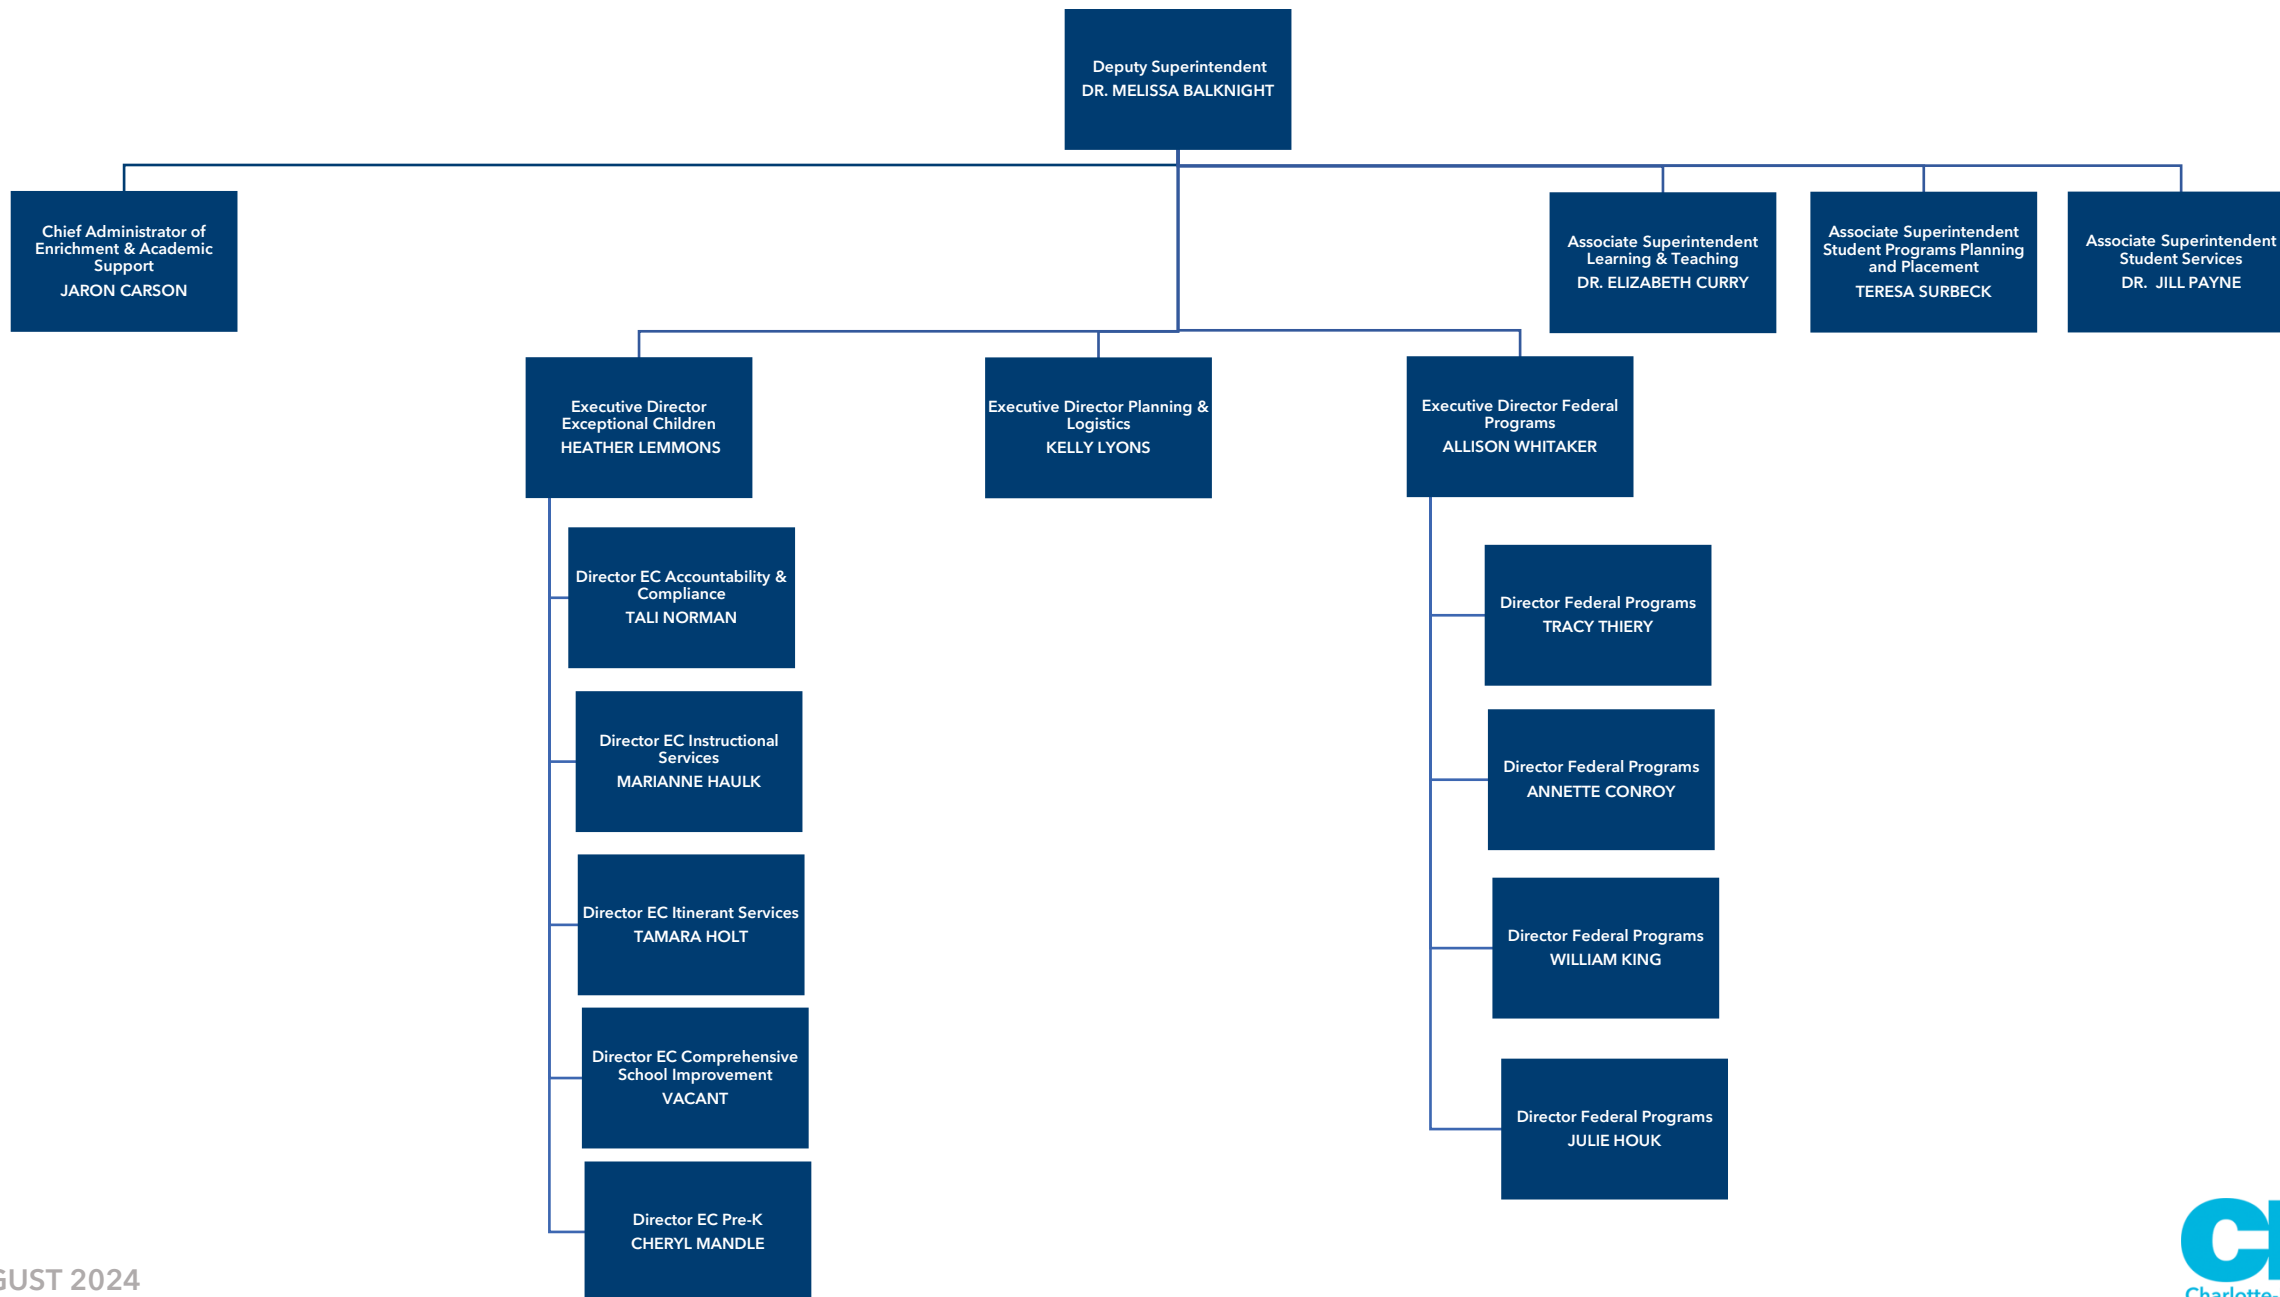 Deputy Superintendent
DR. MELISSA BALKNIGHT
Chief Administrator of
Enrichment & Academic
Support
JARON CARSON
Associate Superintendent
Learning & Teaching
DR. ELIZABETH CURRY
Associate Superintendent
Student Programs Planning
and Placement
TERESA SURBECK
Associate Superintendent
Student Services
DR. JILL PAYNE
Executive Director
Exceptional Children
HEATHER LEMMONS
Executive Director Planning &
Logistics
KELLY LYONS
Executive Director Federal
Programs
ALLISON WHITAKER
Director EC Accountability &
Compliance
TALI NORMAN
Director EC Instructional
Services
MARIANNE HAULK
Director EC Itinerant Services
TAMARA HOLT
Director EC Comprehensive
School Improvement
VACANT
Director EC Pre-K
CHERYL MANDLE
Director Federal Programs
TRACY THIERY
Director Federal Programs
ANNETTE CONROY
Director Federal Programs
WILLIAM KING
Director Federal Programs
JULIE HOUK
GUST 2024
Charlotte-